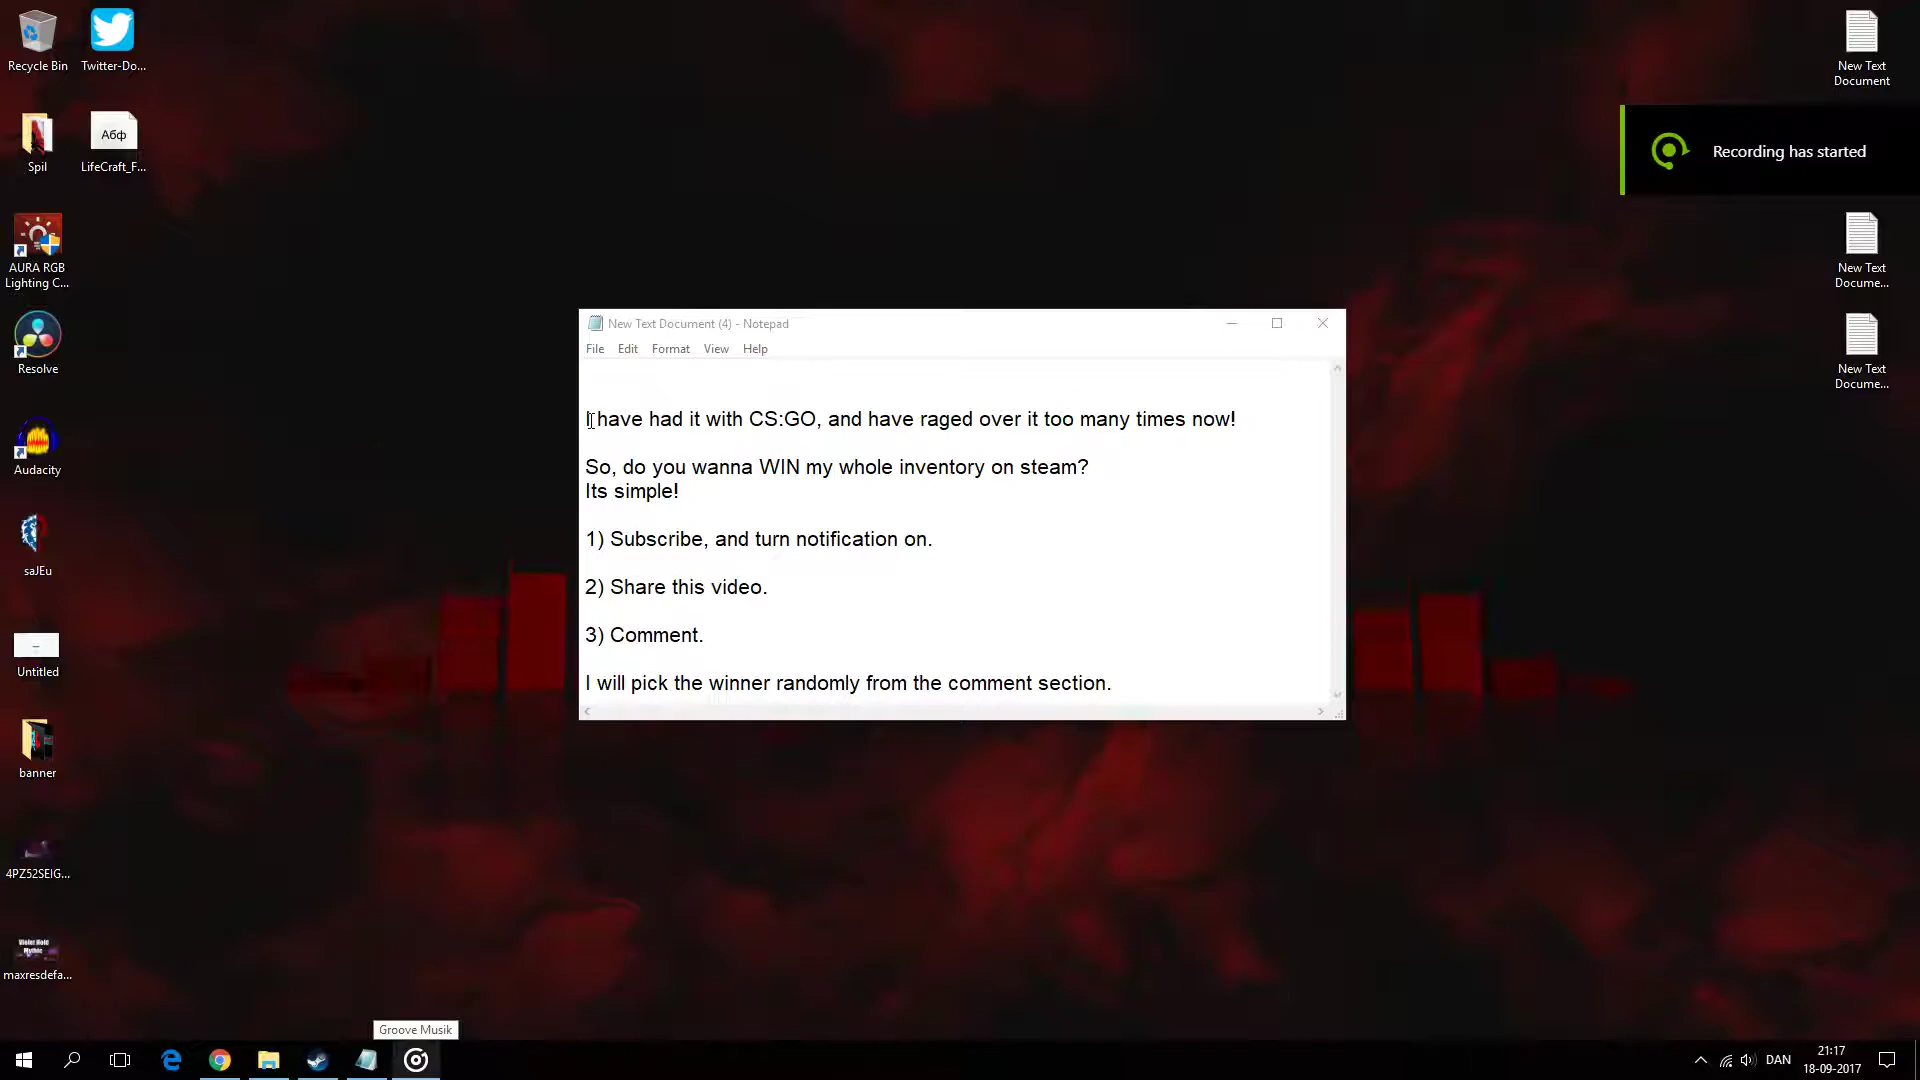 Recycle Bin
Twitter-Do...
Spil
Абф
LifeCraft_F...
AURA RGB
Lighting C...
Resolve
Audacity
saJEu
Untitled
banner
4PZ52SEIG...
Violet Hold
Mythic
maxresdefa...
New Text
Document
Recording has started
New Text
Docume...
New Text
Docume...
New Text Document (4) - Notepad
File Edit Format View Help
I have had it with CS:GO, and have raged over it too many times now!
So, do you wanna WIN my whole inventory on steam?
Its simple!
1) Subscribe, and turn notification on.
2) Share this video.
3) Comment.
I will pick the winner randomly from the comment section.
Groove Musik
DAN
21:17
18-09-2017